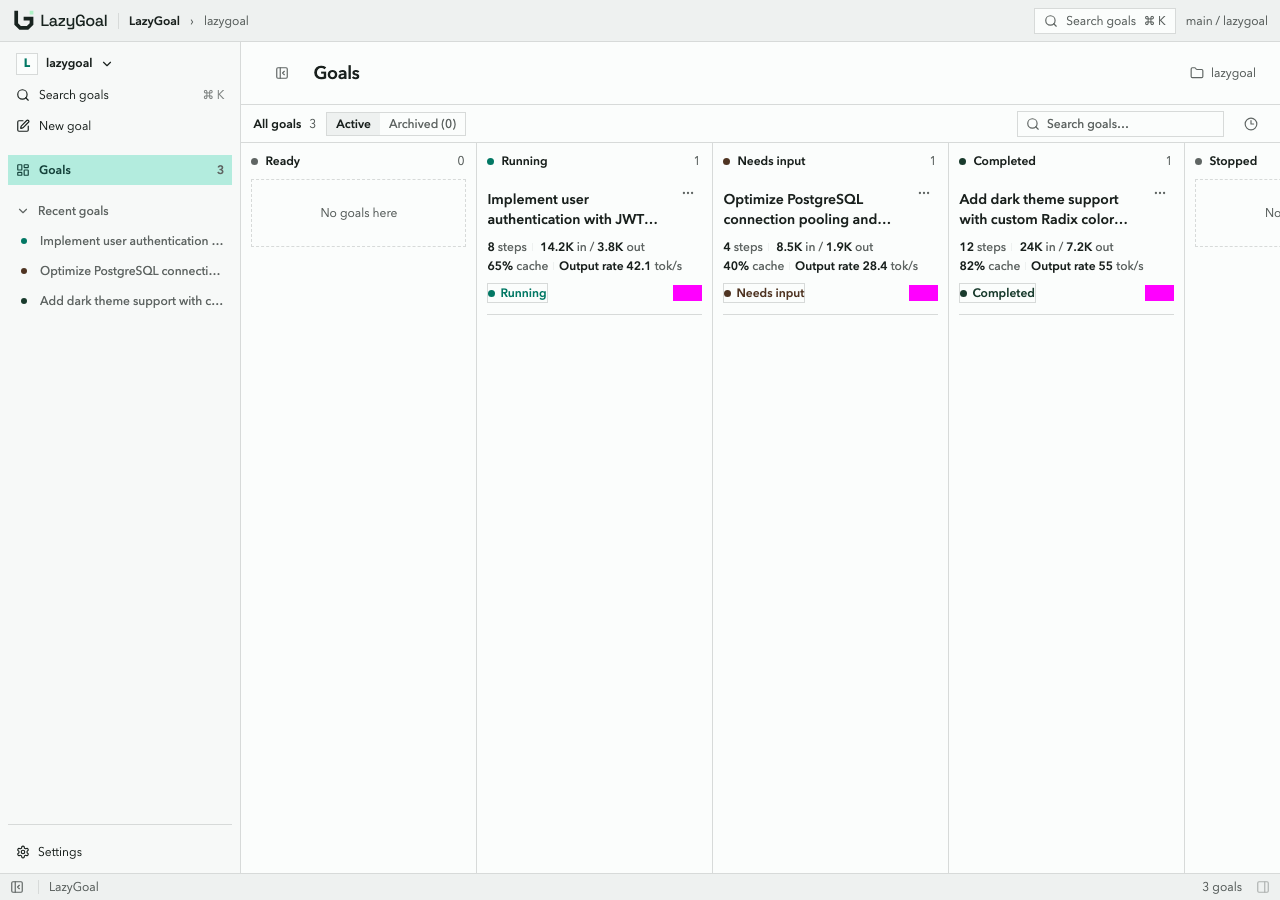 LazyGoal LazyGoal › lazygoal Search goals ⌘ K main / lazygoal
L lazygoal
Search goals ⌘ K
New goal
Goals 3
Recent goals
Implement user authentication …
Optimize PostgreSQL connecti…
Add dark theme support with c…
Settings
Goals lazygoal
All goals 3 Active Archived (0) Search goals...
Ready 0
No goals here
Running 1
Implement user
authentication with JWT…
8 steps 14.2K in / 3.8K out
65% cache Output rate 42.1 tok/s
Running
Needs input 1
Optimize PostgreSQL
connection pooling and…
4 steps 8.5K in / 1.9K out
40% cache Output rate 28.4 tok/s
Needs input
Completed 1
Add dark theme support
with custom Radix color…
12 steps 24K in / 7.2K out
82% cache Output rate 55 tok/s
Completed
Stopped
No
LazyGoal 3 goals